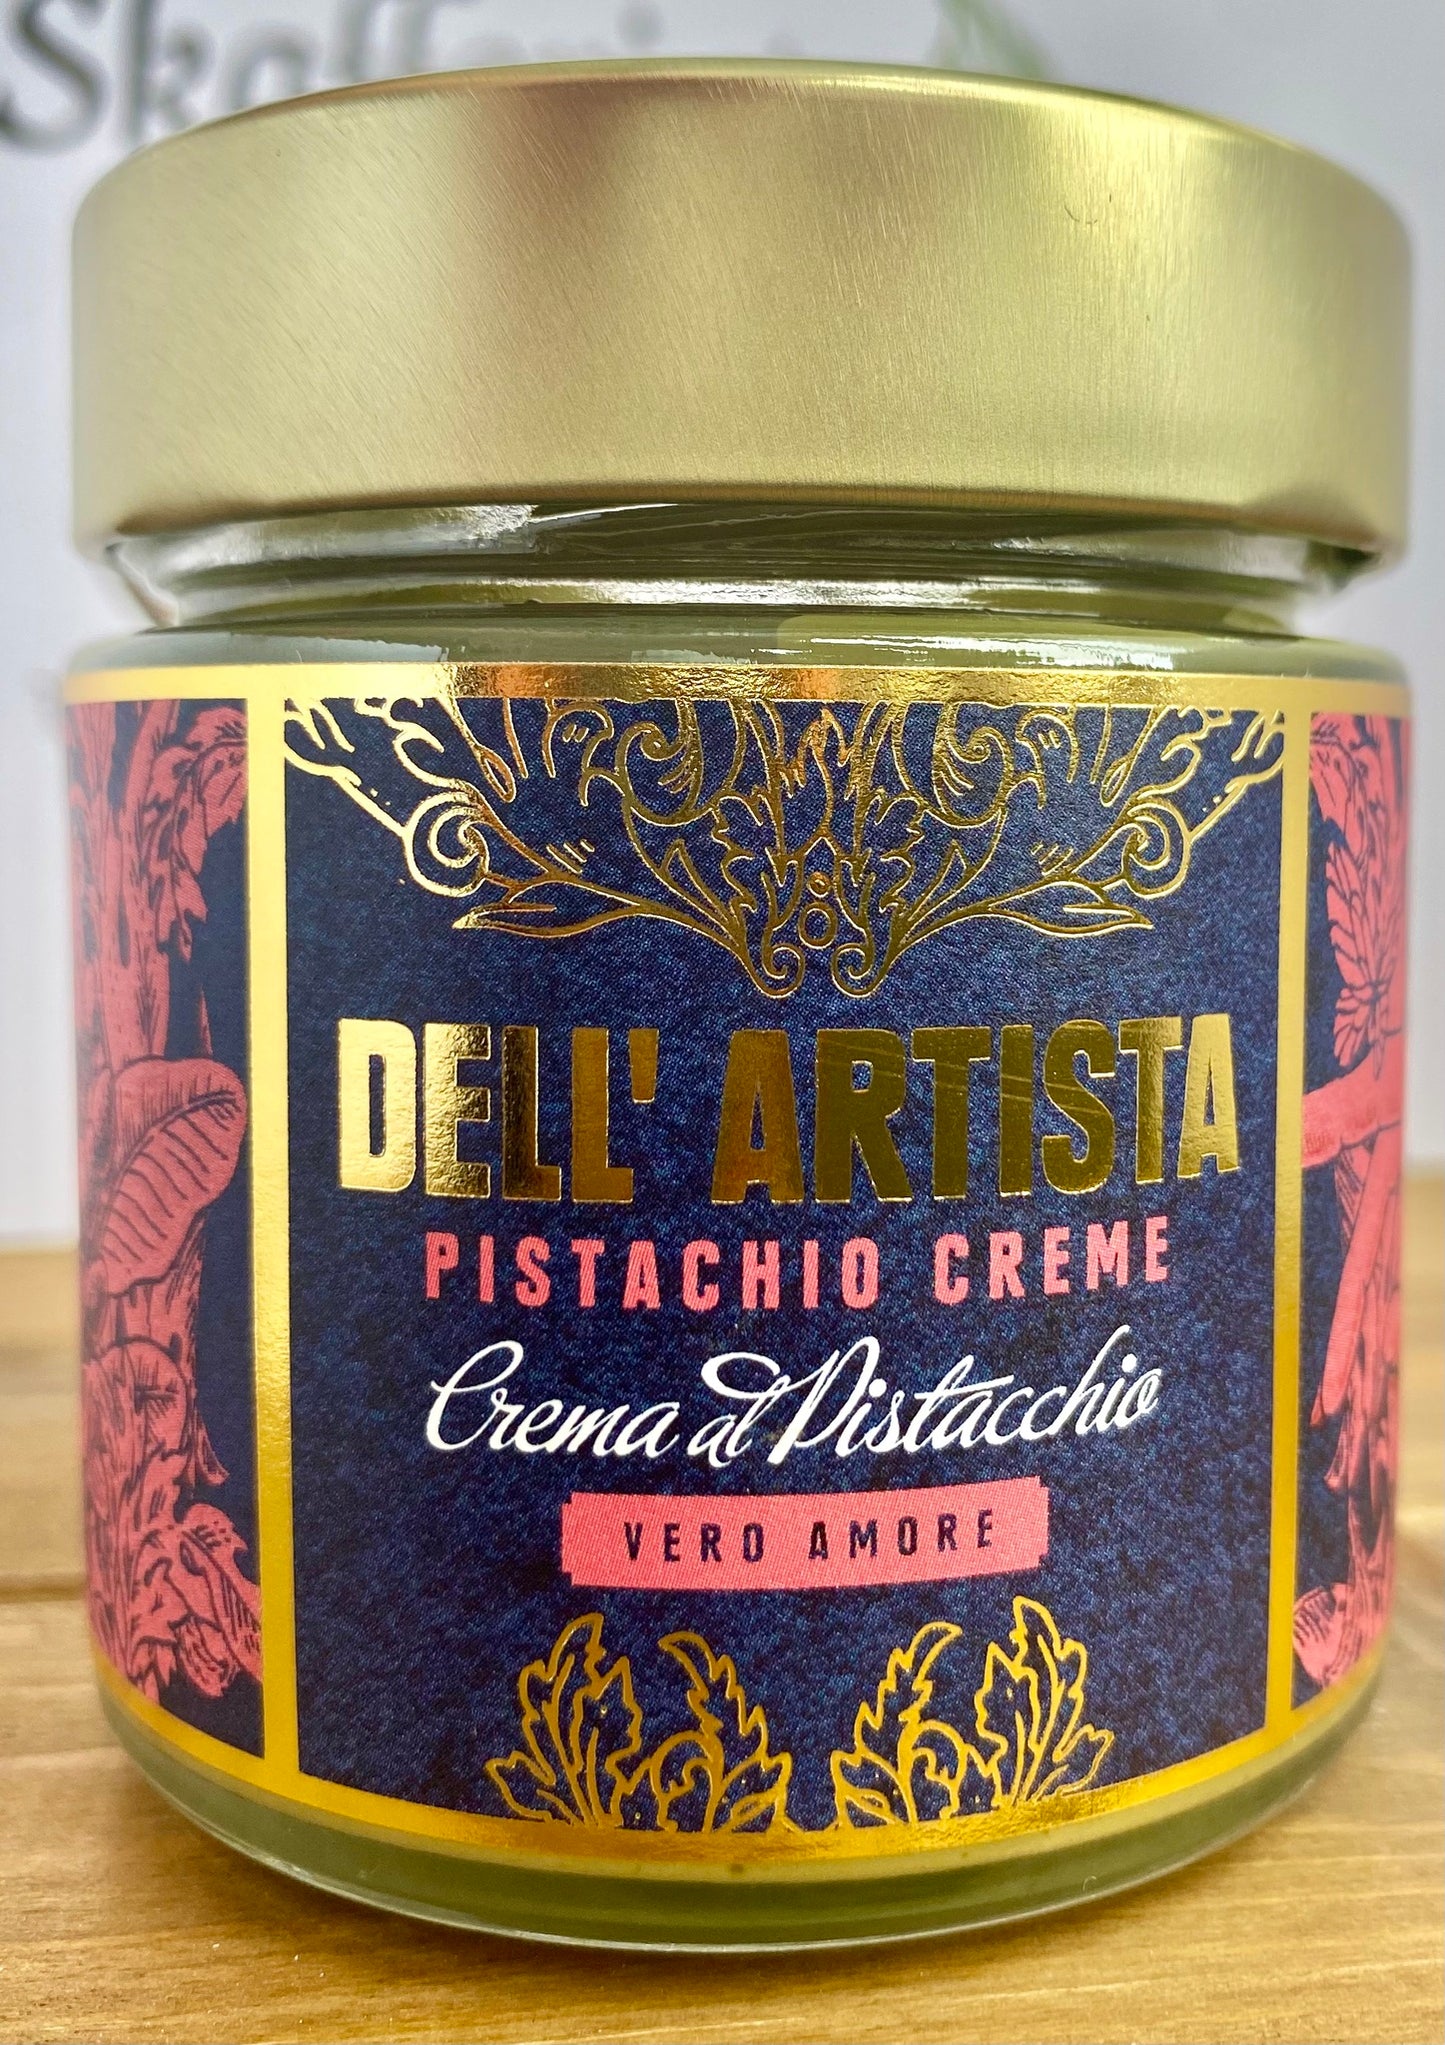 DELL' ARTISTA
PISTACHIO CREME
Crema al Pistacchio
VERO AMORE